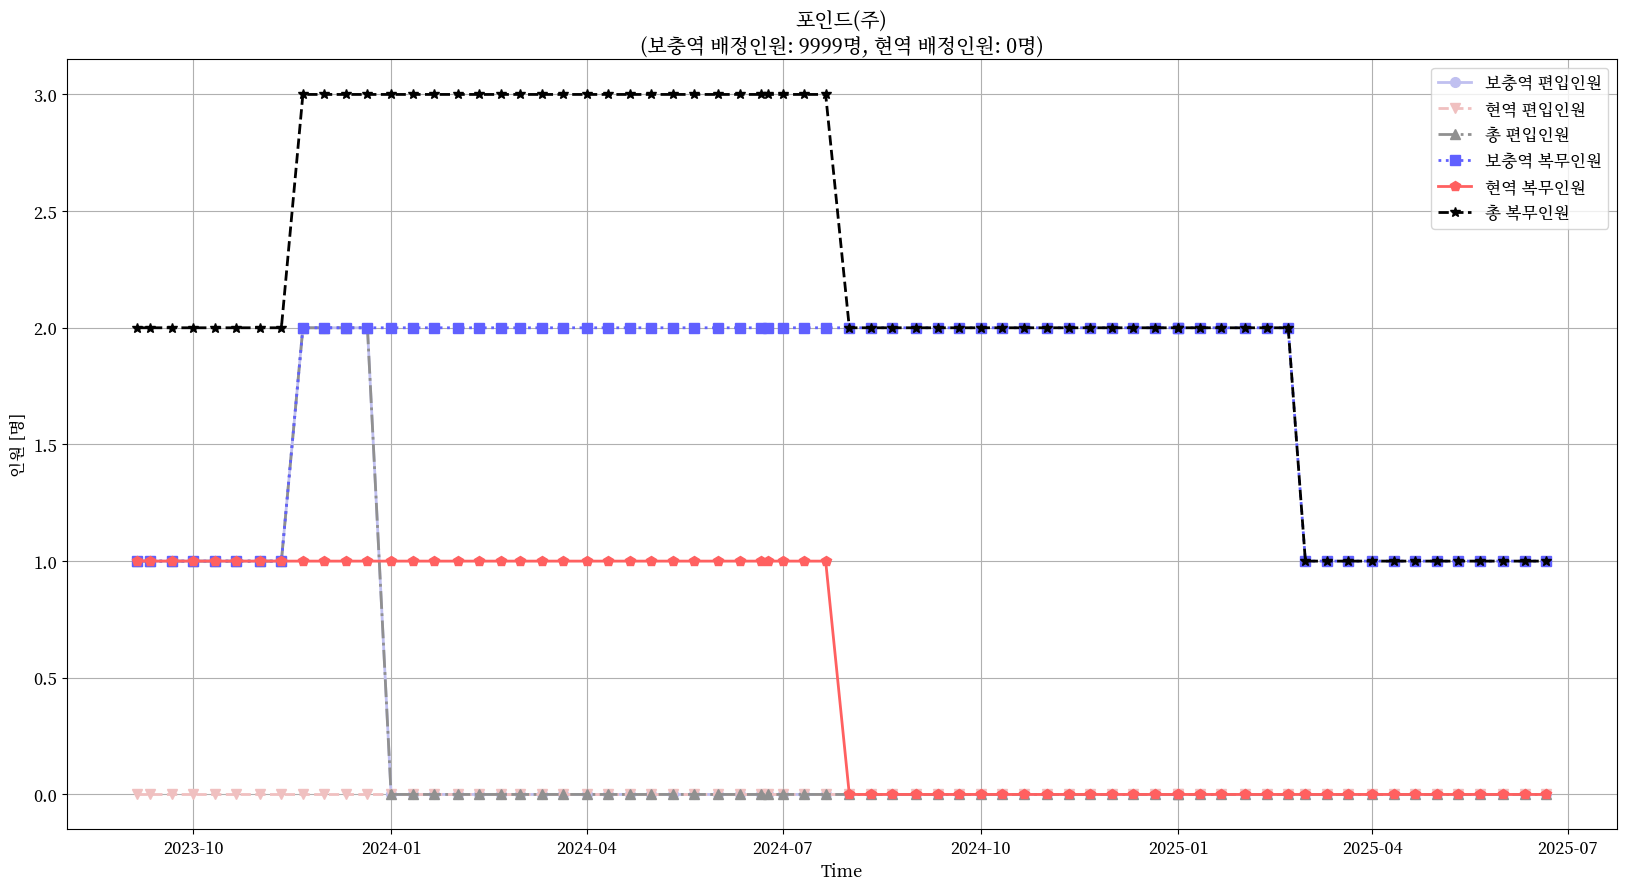 포인드(주)
(보충역 배정인원: 9999명, 현역 배정인원: 0명)
보충역 편입인원
현역 편입인원
총 편입인원
보충역 복무인원
현역 복무인원
총 복무인원
3.0
2.5
2.0
1.5
1.0
0.5
0.0
인원 [명]
2023-10
2024-01
2024-04
2024-07
2024-10
2025-01
2025-04
2025-07
Time